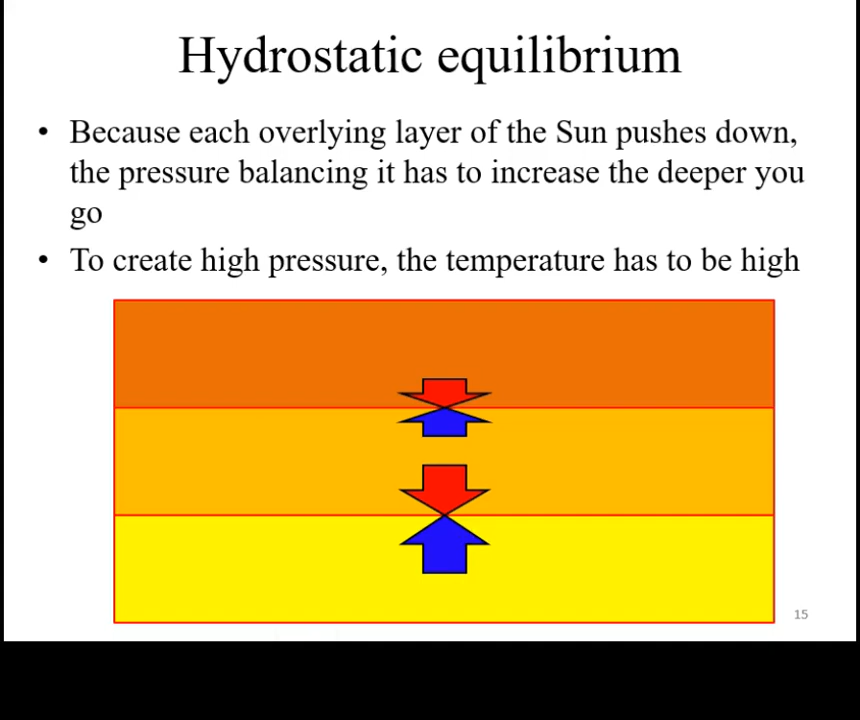 Hydrostatic equilibrium
• Because each overlying layer of the Sun pushes down,
the pressure balancing it has to increase the deeper you
go
• To create high pressure, the temperature has to be high
15